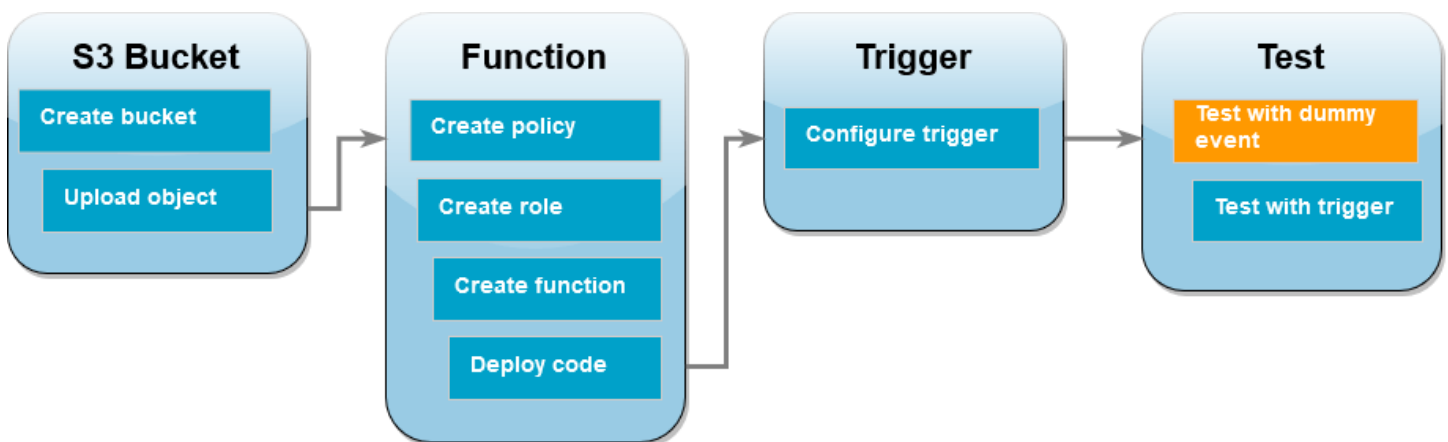 S3 Bucket
Create bucket
Upload object
Function
Create policy
Create role
Create function
Deploy code
Trigger
Configure trigger
Test
Test with dummy
event
Test with trigger